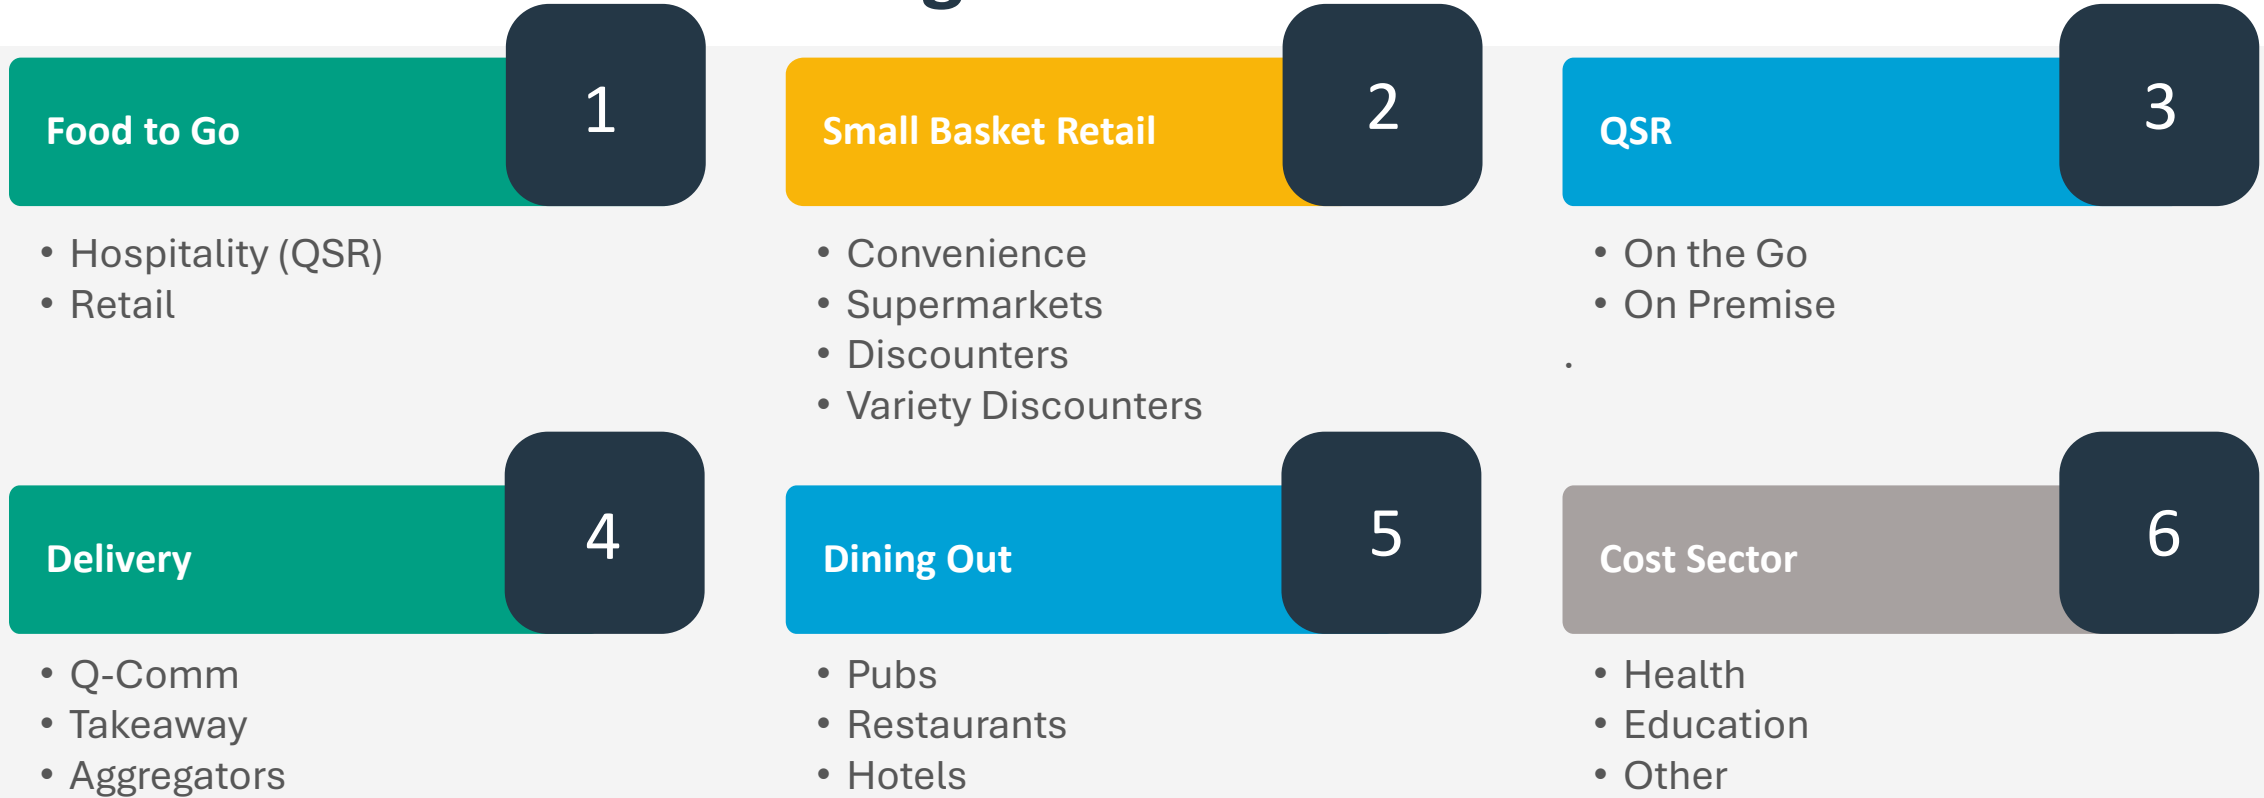 Food to Go
1
• Hospitality (QSR)
• Retail
Small Basket Retail
2
• Convenience
• Supermarkets
• Discounters
• Variety Discounters
QSR
3
• On the Go
• On Premise
.
Delivery
4
• Q-Comm
• Takeaway
• Aggregators
Dining Out
5
• Pubs
• Restaurants
• Hotels
Cost Sector
6
• Health
• Education
• Other